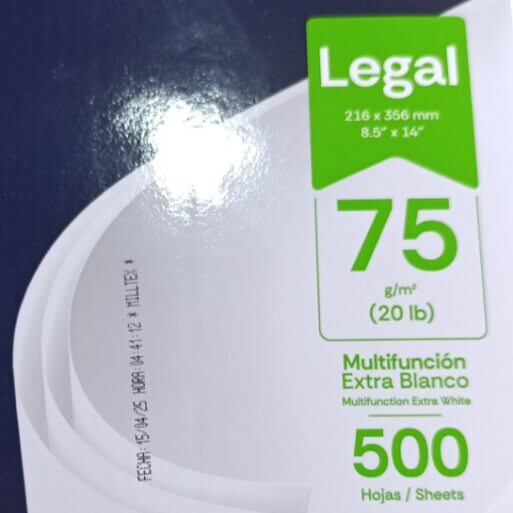 Legal
216 x 356 mm
8.5" x 14"
75
g/m²
(20 lb)
Multifunción
Extra Blanco
Multifunction Extra White
500
Hojas / Sheets
FECHA:15/04/25 HORA:04:41:12 * MILLTEX *